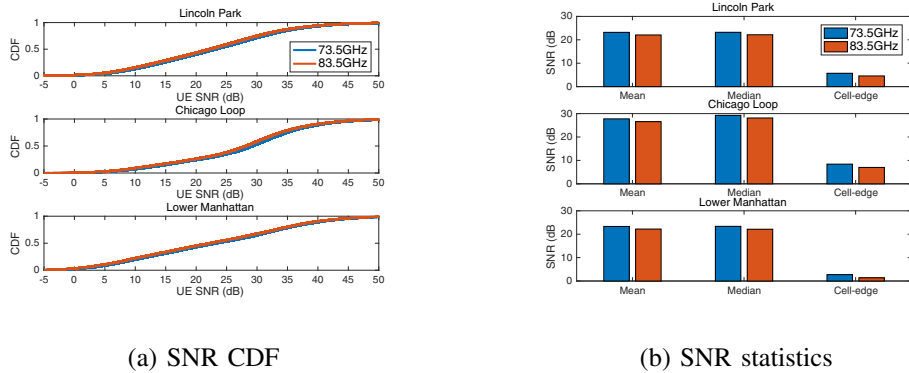 Lincoln Park
CDF
1
0.5
0
73.5GHz
83.5GHz
-5 0 5 10 15 20 25 30 35 40 45 50
UE SNR (dB)
Chicago Loop
CDF
1
0.5
0
-5 0 5 10 15 20 25 30 35 40 45 50
UE SNR (dB)
Lower Manhattan
CDF
1
0.5
0
-5 0 5 10 15 20 25 30 35 40 45 50
UE SNR (dB)
(a) SNR CDF
Lincoln Park
SNR (dB
30
20
10
0
73.5GHz
83.5GHz
Mean Median Cell-edge
Chicago Loop
SNR (dB
30
20
10
0
Mean Median Cell-edge
Lower Manhattan
SNR (dB
30
20
10
0
Mean Median Cell-edge
(b) SNR statistics